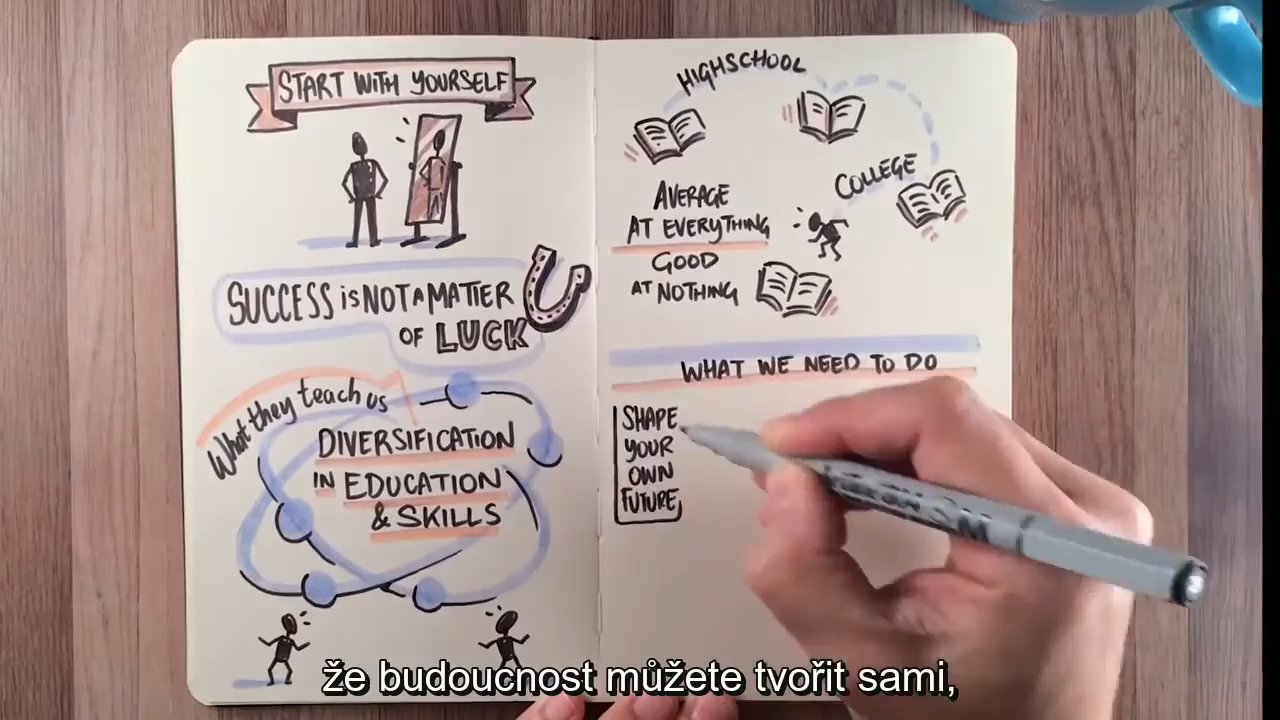 START WITH YOURSELF
SUCCESS iS NOT A MATTER
OF LUCK
What they teach us
DIVERSIFICATION
IN EDUCATION
& SKILLS
HIGHSCHOOL
COLLEGE
AVERAGE
AT EVERYTHING
GOOD
AT NOTHING
WHAT WE NEED TO DO
SHAPE
YOUR
OWN
FUTURE
že budoucnost můžete tvořit sami,